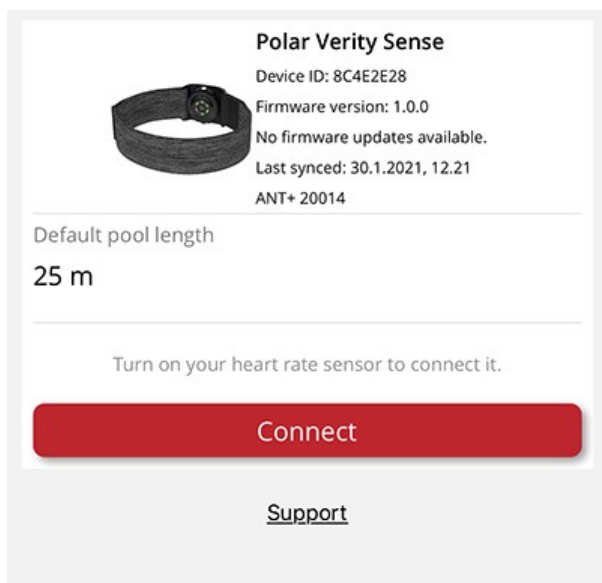 Polar Verity Sense
Device ID: 8C4E2E28
Firmware version: 1.0.0
No firmware updates available.
Last synced: 30.1.2021, 12.21
ANT+ 20014
Default pool length
25 m
Turn on your heart rate sensor to connect it.
Connect
Support